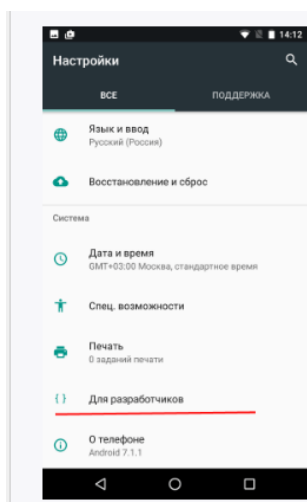 14:12
Настройки
ВСЕ ПОДДЕРЖКА
Язык и ввод
Русский (Россия)
Восстановление и сброс
Система
Дата и время
GMT+03:00 Москва, стандартное время
Спец. возможности
Печать
0 заданий печати
{ } Для разработчиков
О телефоне
Android 7.1.1